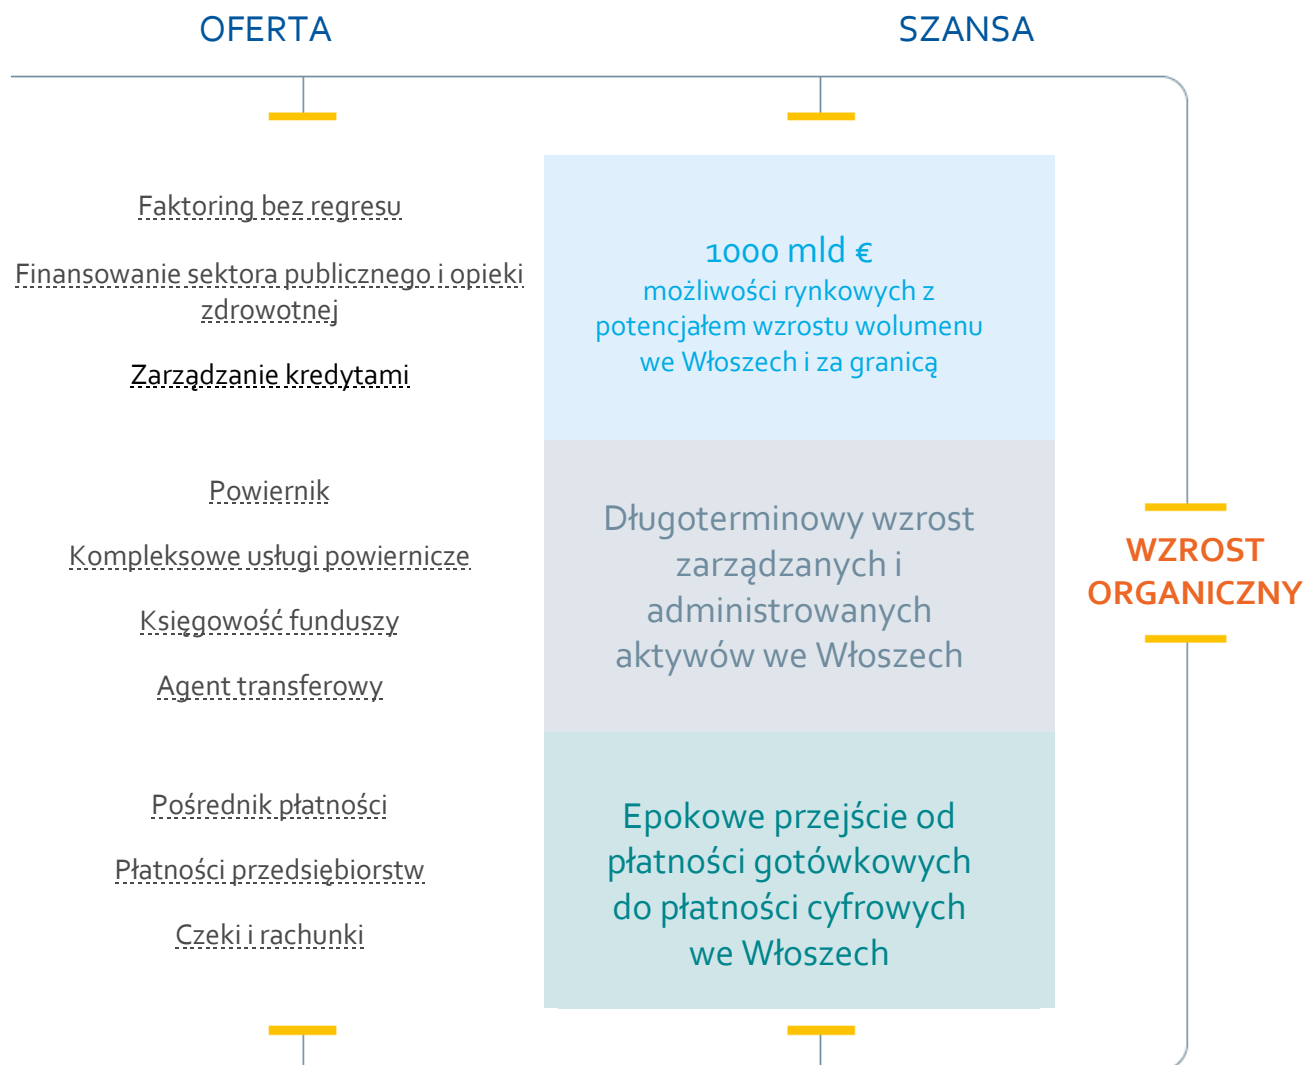 OFERTA
SZANSA
Faktoring bez regresu
Finansowanie sektora publicznego i opieki
zdrowotnej
Zarządzanie kredytami
1000 mld €
możliwości rynkowych z
potencjałem wzrostu wolumenu
we Włoszech i za granicą
Powiernik
Kompleksowe usługi powiernicze
Księgowość funduszy
Agent transferowy
Długoterminowy wzrost
zarządzanych i
administrowanych
aktywów we Włoszech
Pośrednik płatności
Płatności przedsiębiorstw
Czeki i rachunki
Epokowe przejście od
płatności gotówkowych
do płatności cyfrowych
we Włoszech
WZROST
ORGANICZNY